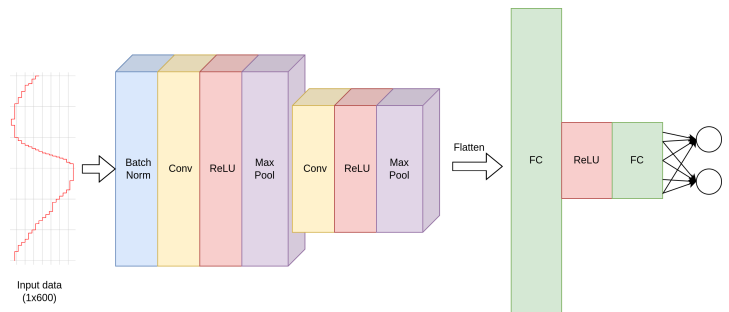 Input data
(1x600)
Batch
Norm
Conv
ReLU
Max
Pool
Conv
ReLU
Max
Pool
Flatten
FC
ReLU
FC